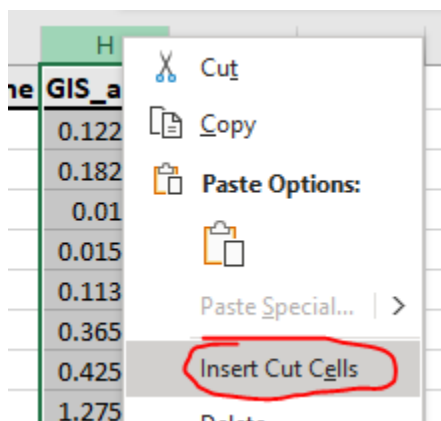 H
ne GIS_a
0.122
0.182
0.01
0.015
0.113
0.365
0.425
1.275
Cut
Copy
Paste Options:
Paste Special...
Insert Cut Cells
Delete